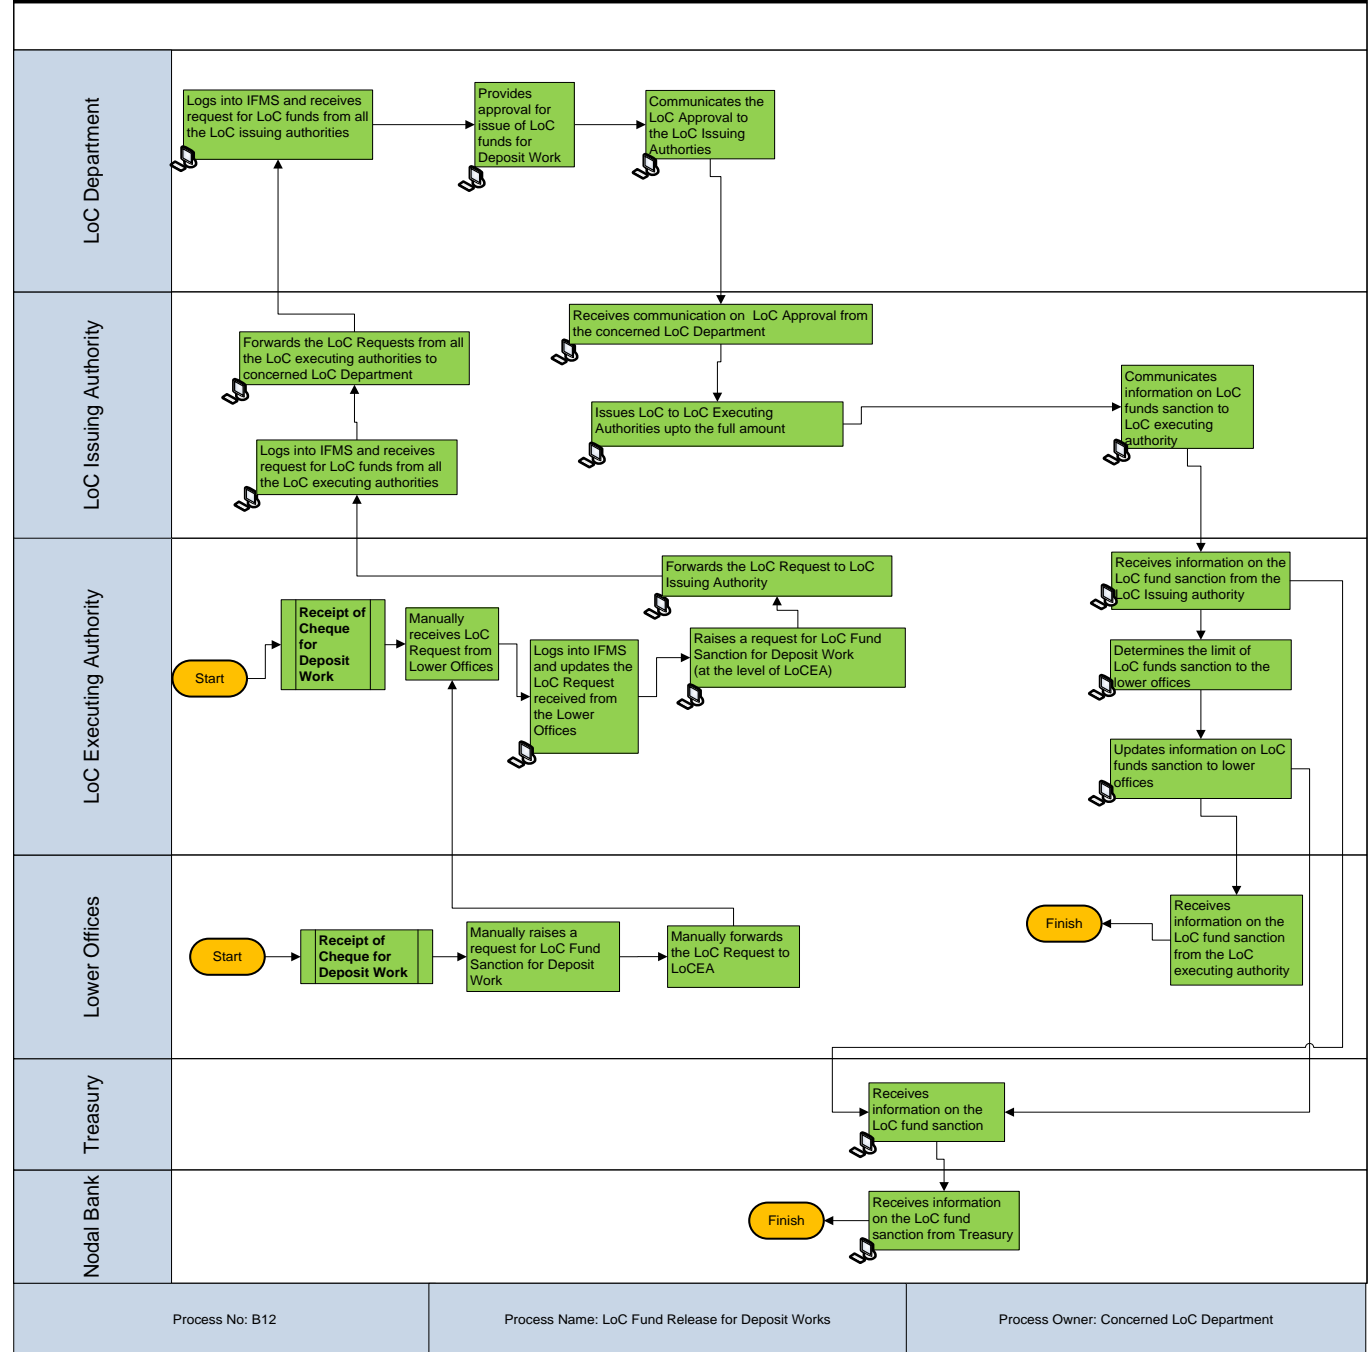 LoC Department
Logs into IFMS and receives
request for LoC funds from all
the LoC issuing authorities
Provides
approval for
issue of LoC
funds for
Deposit Work
Communicates the
LoC Approval to
the LoC Issuing
Authorties
LoC Issuing Authority
Receives communication on LoC Approval from
the concerned LoC Department
Forwards the LoC Requests from all
the LoC executing authorities to
concerned LoC Department
Issues LoC to LoC Executing
Authorities upto the full amount
Communicates
information on LoC
funds sanction to
LoC executing
authority
Logs into IFMS and receives
request for LoC funds from all
the LoC executing authorities
LoC Executing Authority
Forwards the LoC Request to LoC
Issuing Authority
Receives information on the
LoC fund sanction from the
LoC Issuing authority
Start
Receipt of
Cheque
for
Deposit
Work
Manually
receives LoC
Request from
Lower Offices
Logs into IFMS
and updates the
LoC Request
received from
the Lower
Offices
Raises a request for LoC Fund
Sanction for Deposit Work
(at the level of LoCEA)
Determines the limit of
LoC funds sanction to the
lower offices
Updates information on LoC
funds sanction to lower
offices
Lower Offices
Start
Receipt of
Cheque for
Deposit Work
Manually raises a
request for LoC Fund
Sanction for Deposit
Work
Manually forwards
the LoC Request to
LoCEA
Finish
Receives
information on the
LoC fund sanction
from the LoC
executing authority
Treasury
Receives
information on the
LoC fund sanction
Nodal Bank
Finish
Receives information
on the LoC fund
sanction from Treasury
Process No: B12
Process Name: LoC Fund Release for Deposit Works
Process Owner: Concerned LoC Department